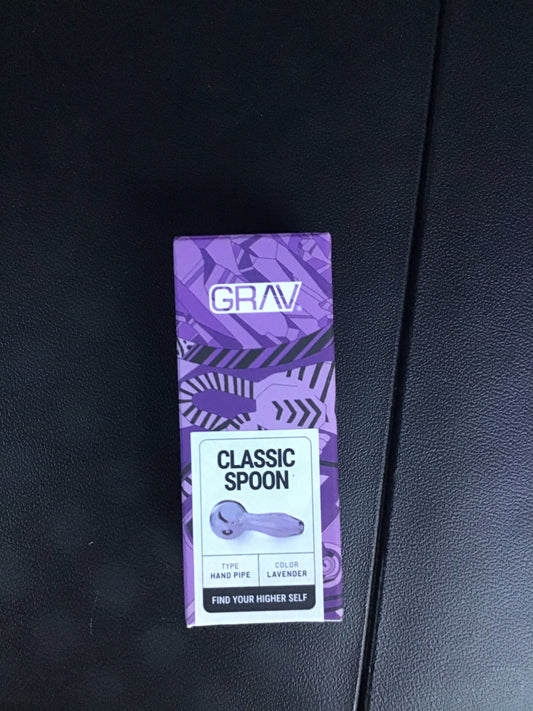 GRAV
CLASSIC
SPOON
TYPE
HAND PIPE
COLOR
LAVENDER
FIND YOUR HIGHER SELF